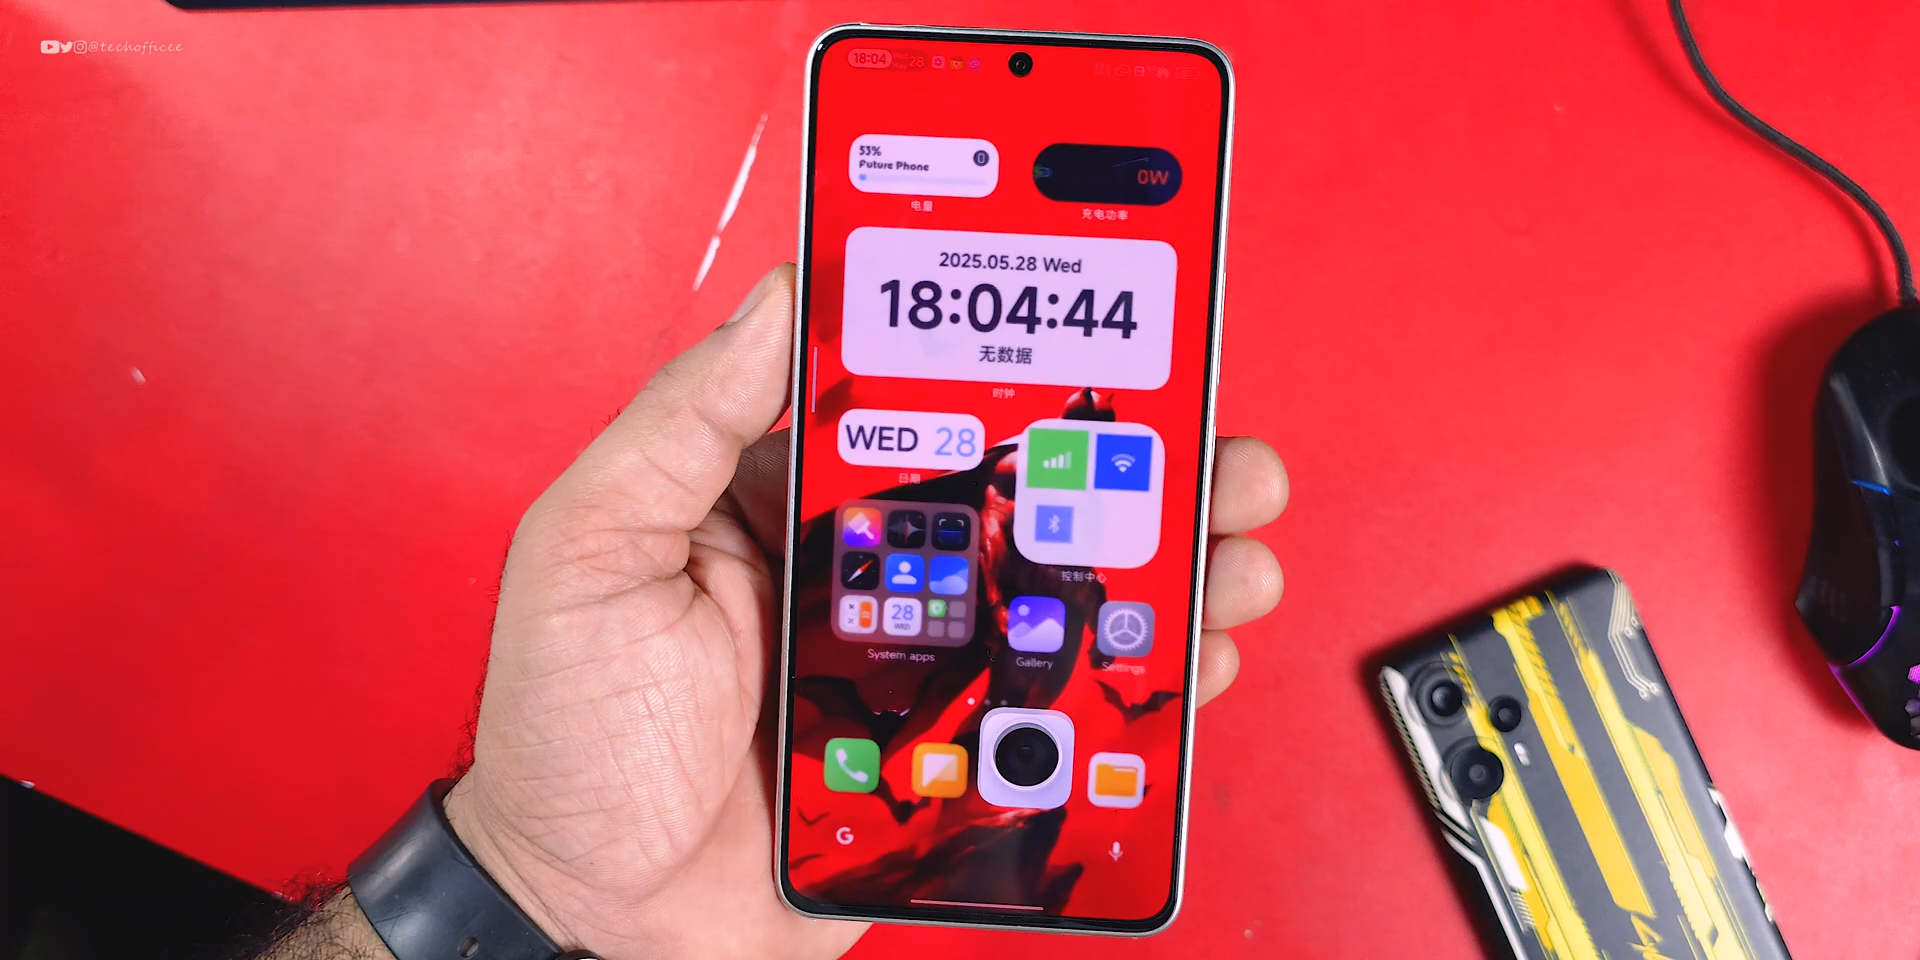 @techofficee
18:04
28
53%
Future Phone
电量
0W
充电功率
2025.05.28 Wed
18:04:44
无数据
时钟
WED 28
日期
控制中心
28
WED
System apps
Gallery
Settings
G